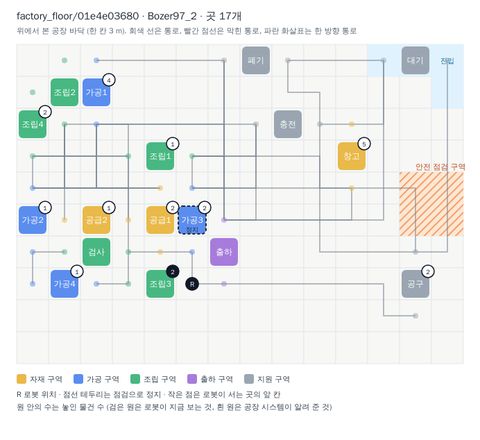 factory_floor/01e4e03680 · Bozer97_2 · 곳 17개
위에서 본 공장 바닥 (한 칸 3 m). 회색 선은 통로, 빨간 점선은 막힌 통로, 파란 화살표는 한 방향 통로
폐기
대기
진입
4
조립2
가공1
2
조립4
충전
1
5
조립1
창고
안전 점검 구역
1
1
2
2
가공2
공급2
공급1
가공3
정지
출하
검사
1
2
2
가공4
조립3
R
공구
자재 구역
가공 구역
조립 구역
출하 구역
지원 구역
R 로봇 위치 · 점선 테두리는 점검으로 정지 · 작은 점은 로봇이 서는 곳의 앞 칸
원 안의 수는 놓인 물건 수 (검은 원은 로봇이 지금 보는 것, 흰 원은 공장 시스템이 알려 준 것)